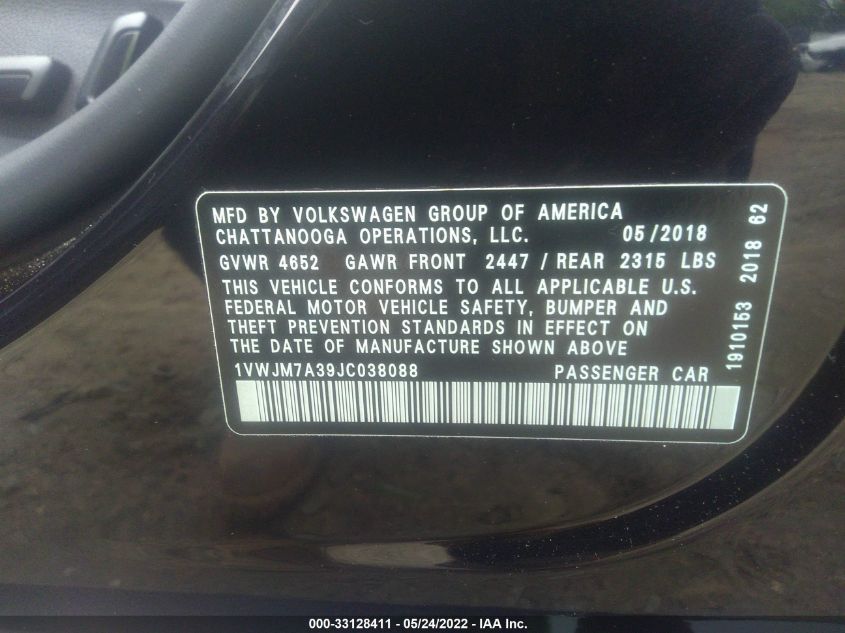 MFD BY VOLKSWAGEN GROUP OF AMERICA
CHATTANOOGA OPERATIONS, LLC. 05/2018
GVWR 4652 GAWR FRONT 2447 / REAR 2315 LBS
THIS VEHICLE CONFORMS TO ALL APPLICABLE U.S.
FEDERAL MOTOR VEHICLE SAFETY, BUMPER AND
THEFT PREVENTION STANDARDS IN EFFECT ON
THE DATE OF MANUFACTURE SHOWN ABOVE
1VWJM7A39JC038088 PASSENGER CAR
1910153 2018 62
000-33128411 - 05/24/2022 - IAA Inc.